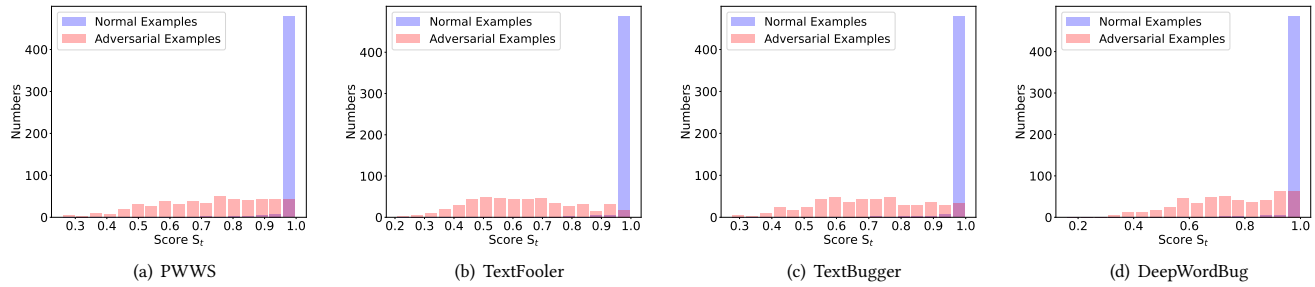 Normal Examples
Adversarial Examples
Numbers
400
300
200
100
0
0.3 0.4 0.5 0.6 0.7 0.8 0.9 1.0
Score S_t
(a) PWWS
Normal Examples
Adversarial Examples
Numbers
400
300
200
100
0
0.2 0.3 0.4 0.5 0.6 0.7 0.8 0.9 1.0
Score S_t
(b) TextFooler
Normal Examples
Adversarial Examples
Numbers
400
300
200
100
0
0.3 0.4 0.5 0.6 0.7 0.8 0.9 1.0
Score S_t
(c) TextBugger
Normal Examples
Adversarial Examples
Numbers
400
300
200
100
0
0.2 0.4 0.6 0.8 1.0
Score S_t
(d) DeepWordBug